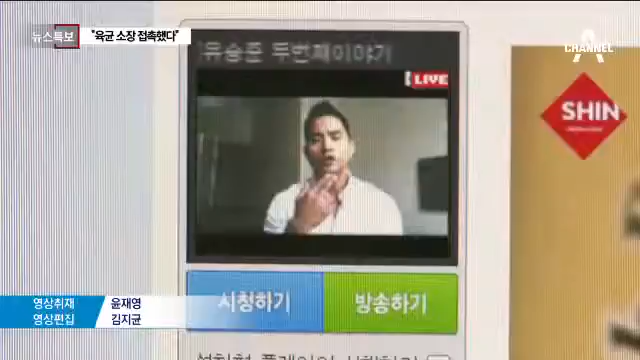 뉴스특보 "육군 소장 접촉했다"
CHANNEL A
유승준 두번째이야기
LIVE
SHIN
시청하기 방송하기
영상취재 윤재영
영상편집 김지균